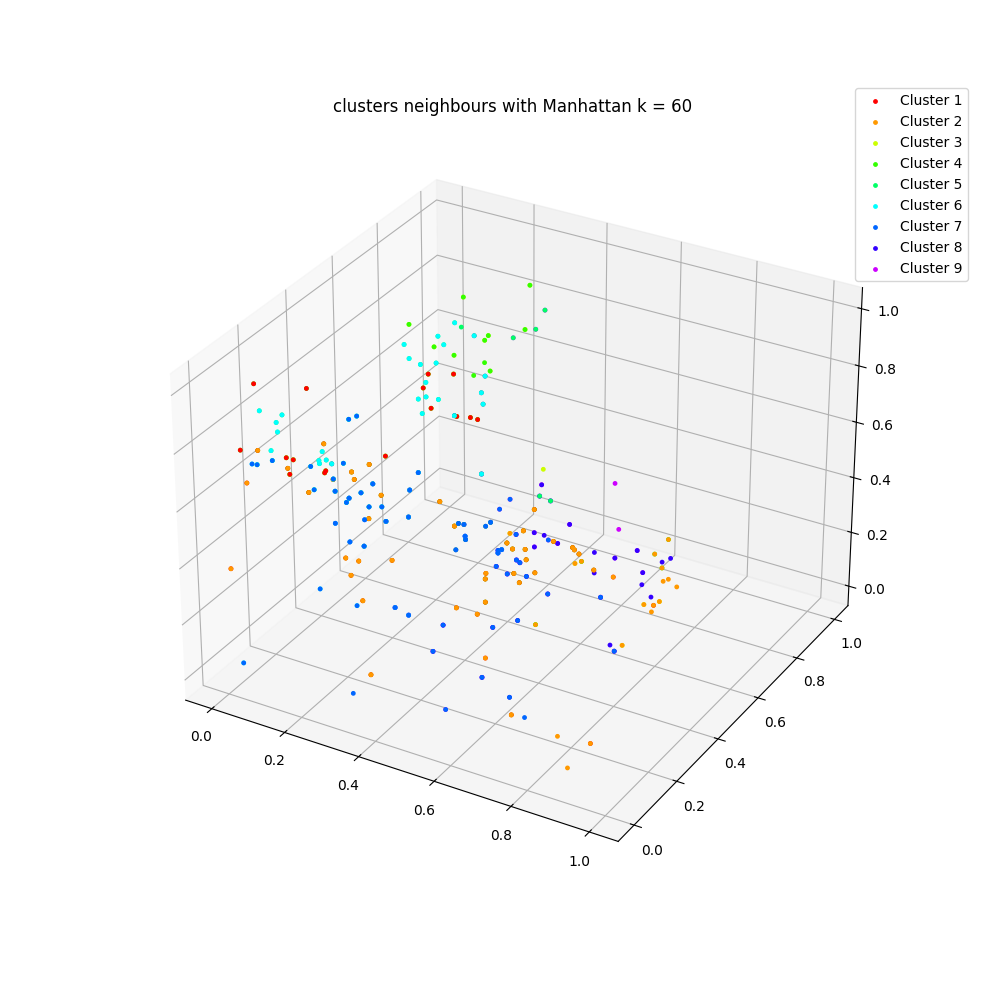 clusters neighbours with Manhattan k = 60
Cluster 1
Cluster 2
Cluster 3
Cluster 4
Cluster 5
Cluster 6
Cluster 7
Cluster 8
Cluster 9
1.0
0.8
0.6
0.4
0.2
0.0
1.0
0.8
0.6
0.4
0.2
0.0
0.0
0.2
0.4
0.6
0.8
1.0